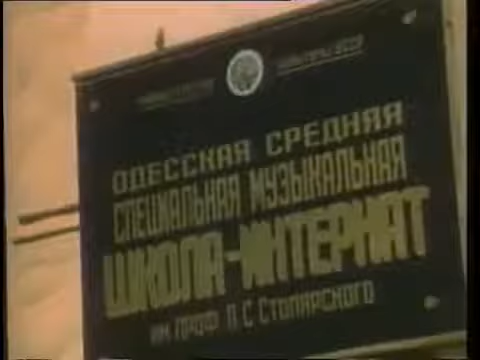 ОДЕССКАЯ СРЕДНЯЯ
СПЕЦИАЛЬНАЯ МУЗЫКАЛЬНАЯ
ШКОЛА-ИНТЕРНАТ
ИМ. ПРОФ. П. С. СТОЛЯРСКОГО